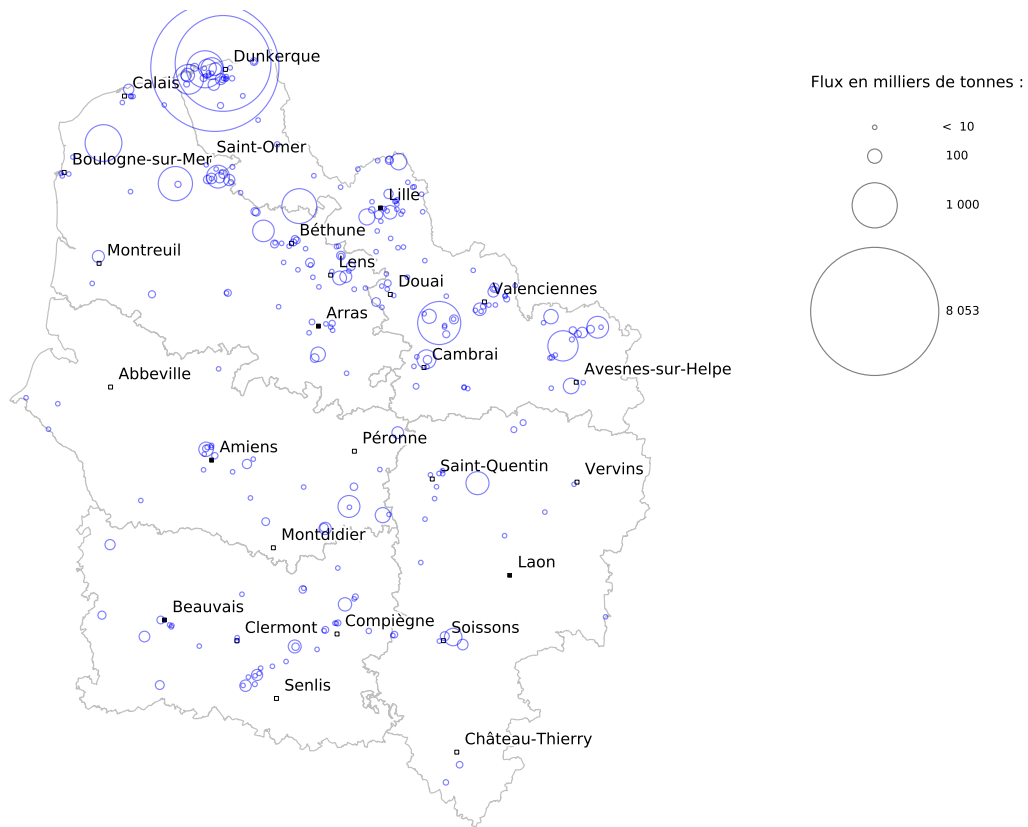 Dunkerque
Flux en milliers de tonnes :
Calais
< 10
Saint-Omer
100
Boulogne-sur-Mer
Lille
1 000
Béthune
Montreuil
Lens
Douai
Valenciennes
Arras
8 053
Cambrai
Avesnes-sur-Helpe
Abbeville
Péronne
Amiens
Saint-Quentin
Vervins
Montdidier
Laon
Beauvais
Compiègne
Clermont
Soissons
Senlis
Château-Thierry